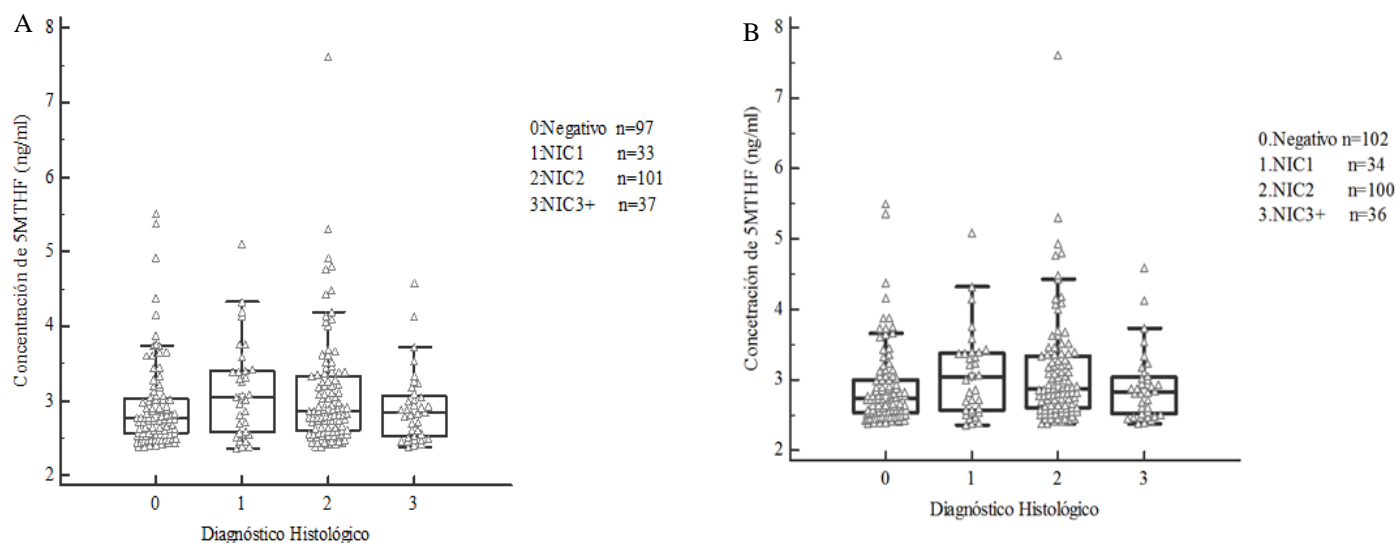 A
Concentración de 5MTHF (ng/ml)
8
7
6
5
4
3
2
0 1 2 3
Diagnóstico Histológico
0:Negativo n=97
1:NIC1 n=33
2:NIC2 n=101
3:NIC3+ n=37
B
Concetración de 5MTHF (ng/ml)
8
7
6
5
4
3
2
0 1 2 3
Diagnóstico Histológico
0.Negativo n=102
1.NIC1 n=34
2.NIC2 n=100
3.NIC3+ n=36